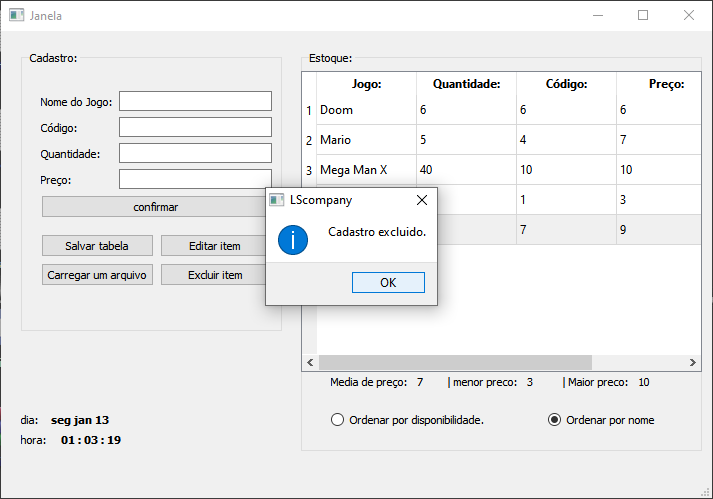 Janela
Cadastro:
Nome do Jogo:
Código:
Quantidade:
Preço:
confirmar
Salvar tabela
Editar item
Carregar um arquivo
Excluir item
dia: seg jan 13
hora: 01 : 03 : 19
Estoque:
Jogo: Quantidade: Código: Preço:
1 Doom 6 6 6
2 Mario 5 4 7
3 Mega Man X 40 10 10
1 3
7 9
LScompany
Cadastro excluido.
OK
Media de preço: 7 | menor preco: 3 | Maior preco: 10
Ordenar por disponibilidade.
Ordenar por nome